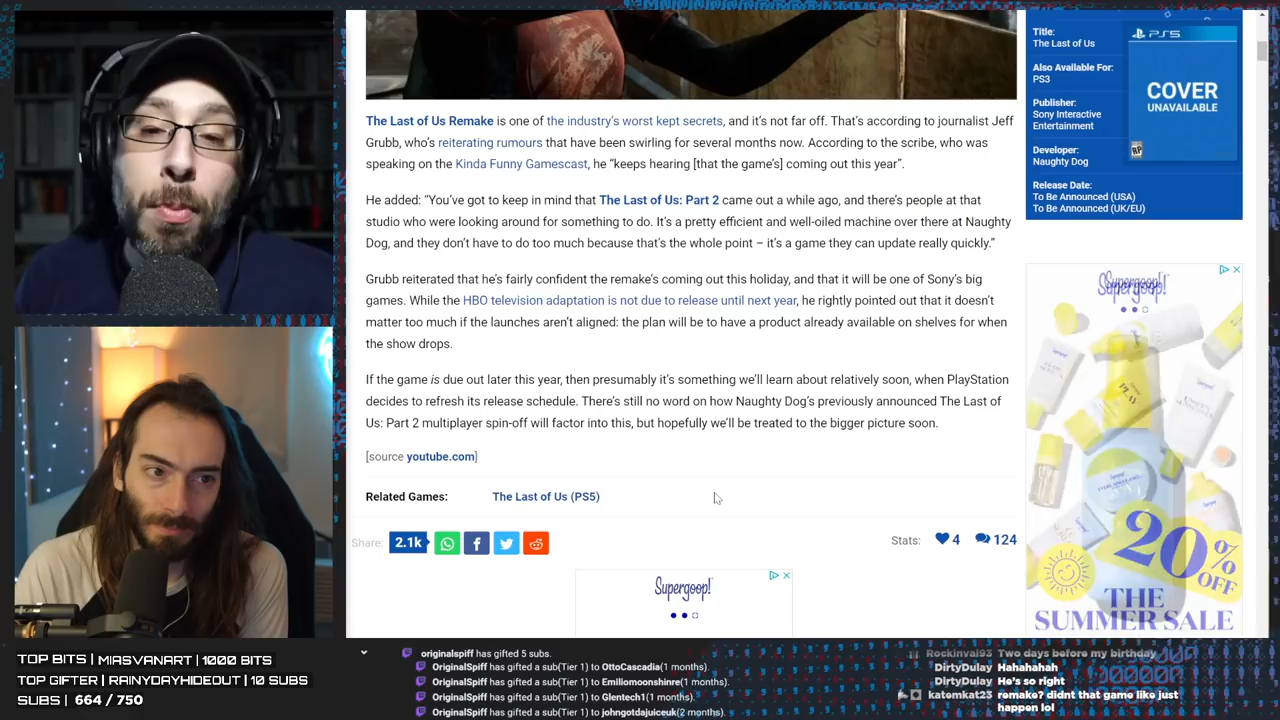 The Last of Us Remake is one of the industry's worst kept secrets, and it's not far off. That's according to journalist Jeff
Grubb, who's reiterating rumours that have been swirling for several months now. According to the scribe, who was
speaking on the Kinda Funny Gamescast, he “keeps hearing [that the game's] coming out this year”.
He added: “You've got to keep in mind that The Last of Us: Part 2 came out a while ago, and there's people at that
studio who were looking around for something to do. It's a pretty efficient and well-oiled machine over there at Naughty
Dog, and they don't have to do too much because that's the whole point – it's a game they can update really quickly.”
Grubb reiterated that he's fairly confident the remake's coming out this holiday, and that it will be one of Sony's big
games. While the HBO television adaptation is not due to release until next year, he rightly pointed out that it doesn't
matter too much if the launches aren't aligned: the plan will be to have a product already available on shelves for when
the show drops.
If the game is due out later this year, then presumably it's something we'll learn about relatively soon, when PlayStation
decides to refresh its release schedule. There's still no word on how Naughty Dog's previously announced The Last of
Us: Part 2 multiplayer spin-off will factor into this, but hopefully we'll be treated to the bigger picture soon.
[source youtube.com]
Related Games: The Last of Us (PS5)
Share: 2.1k
Stats: 4 124
Supergoop!
Title:
The Last of Us
Also Available For:
PS3
Publisher:
Sony Interactive
Entertainment
Developer:
Naughty Dog
Release Date:
To Be Announced (USA)
To Be Announced (UK/EU)
PS5
COVER
UNAVAILABLE
RP
Supergoop!
20% OFF
THE
SUMMER SALE
TOP BITS | MIASVANART | 1000 BITS
TOP GIFTER | RAINYDAYHIDEOUT | 10 SUBS
SUBS | 664 / 750
originalspiff has gifted 5 subs.
OriginalSpiff has gifted a sub(Tier 1) to OttoCascadia(1 months).
OriginalSpiff has gifted a sub(Tier 1) to Emiliomoonshinre(1 months).
OriginalSpiff has gifted a sub(Tier 1) to Glentech1(1 months).
OriginalSpiff has gifted a sub(Tier 1) to johngotdajuiceuk(2 months).
Rockinval93 Two days before my birthday
DirtyDulay Hahahahah
DirtyDulay He's so right
katemkat23 remake? didnt that game like just
happen lol